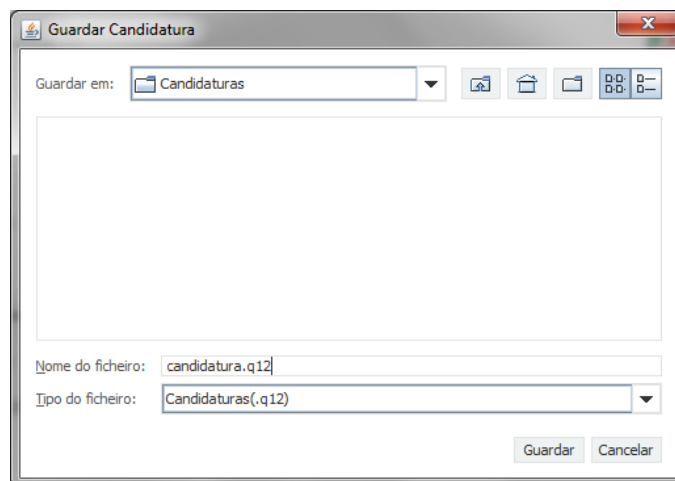 Guardar Candidatura
Guardar em: Candidaturas
Nome do ficheiro: candidatura.q12
Tipo do ficheiro: Candidaturas(.q12)
Guardar Cancelar